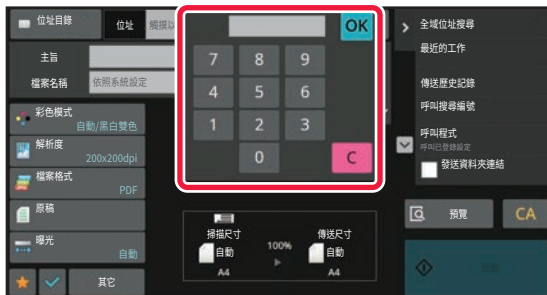 位址目錄
位址
觸摸以
OK
全域位址搜尋
最近的工作
主旨
檔案名稱
依照系統設定
7
8
9
傳送歷史記錄
4
5
6
呼叫搜尋編號
彩色模式
自動/黑白雙色
1
2
3
呼叫程式
呼叫已登錄設定
解析度
200x200dpi
0
C
發送資料夾連結
檔案格式
PDF
原稿
預覽
CA
掃描尺寸
傳送尺寸
曝光
自動
自動
100%
自動
A4
A4
其它